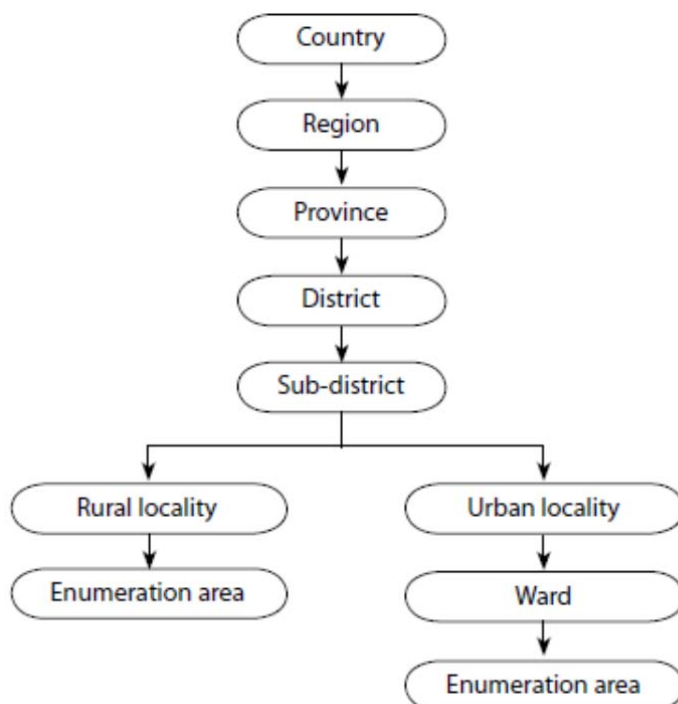 Country
Region
Province
District
Sub-district
Rural locality
Urban locality
Enumeration area
Ward
Enumeration area